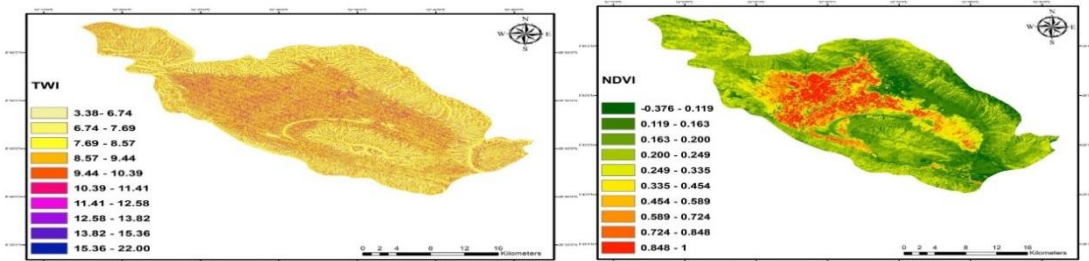 N
W E
S
TWI
3.38- 6.74
6.74 - 7.69
7.69 - 8.57
8.57 - 9.44
9.44 - 10.39
10.39 - 11.41
11.41 - 12.58
12.58 - 13.82
13.82 - 15.36
15.36 - 22.00
0 2 4 8 12 16
Kilometers
N
W E
S
NDVI
-0.376 - 0.119
0.119 - 0.163
0.163 - 0.200
0.200 - 0.249
0.249 - 0.335
0.335 - 0.454
0.454 - 0.589
0.589 - 0.724
0.724 - 0.848
0.848 - 1
0 2 4 8 12 16
Kilometers